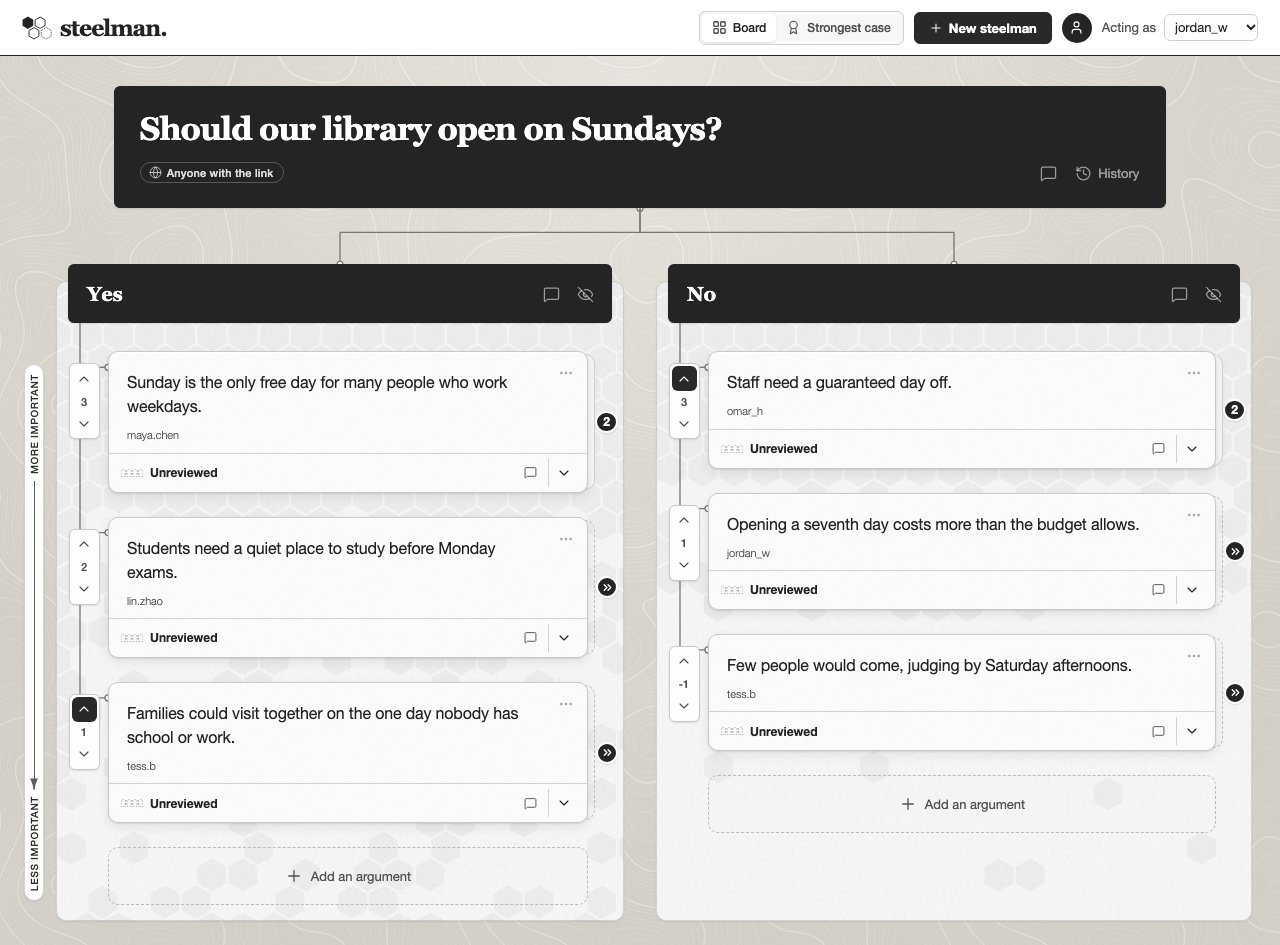 steelman.
Board
Strongest case
+ New steelman
Acting as
jordan_w
Should our library open on Sundays?
Anyone with the link
History
Yes
MORE IMPORTANT
LESS IMPORTANT
3
Sunday is the only free day for many people who work
weekdays.
maya.chen
Unreviewed
2
2
Students need a quiet place to study before Monday
exams.
lin.zhao
Unreviewed
1
Families could visit together on the one day nobody has
school or work.
tess.b
Unreviewed
+ Add an argument
No
3
Staff need a guaranteed day off.
omar_h
Unreviewed
2
1
Opening a seventh day costs more than the budget allows.
jordan_w
Unreviewed
-1
Few people would come, judging by Saturday afternoons.
tess.b
Unreviewed
+ Add an argument